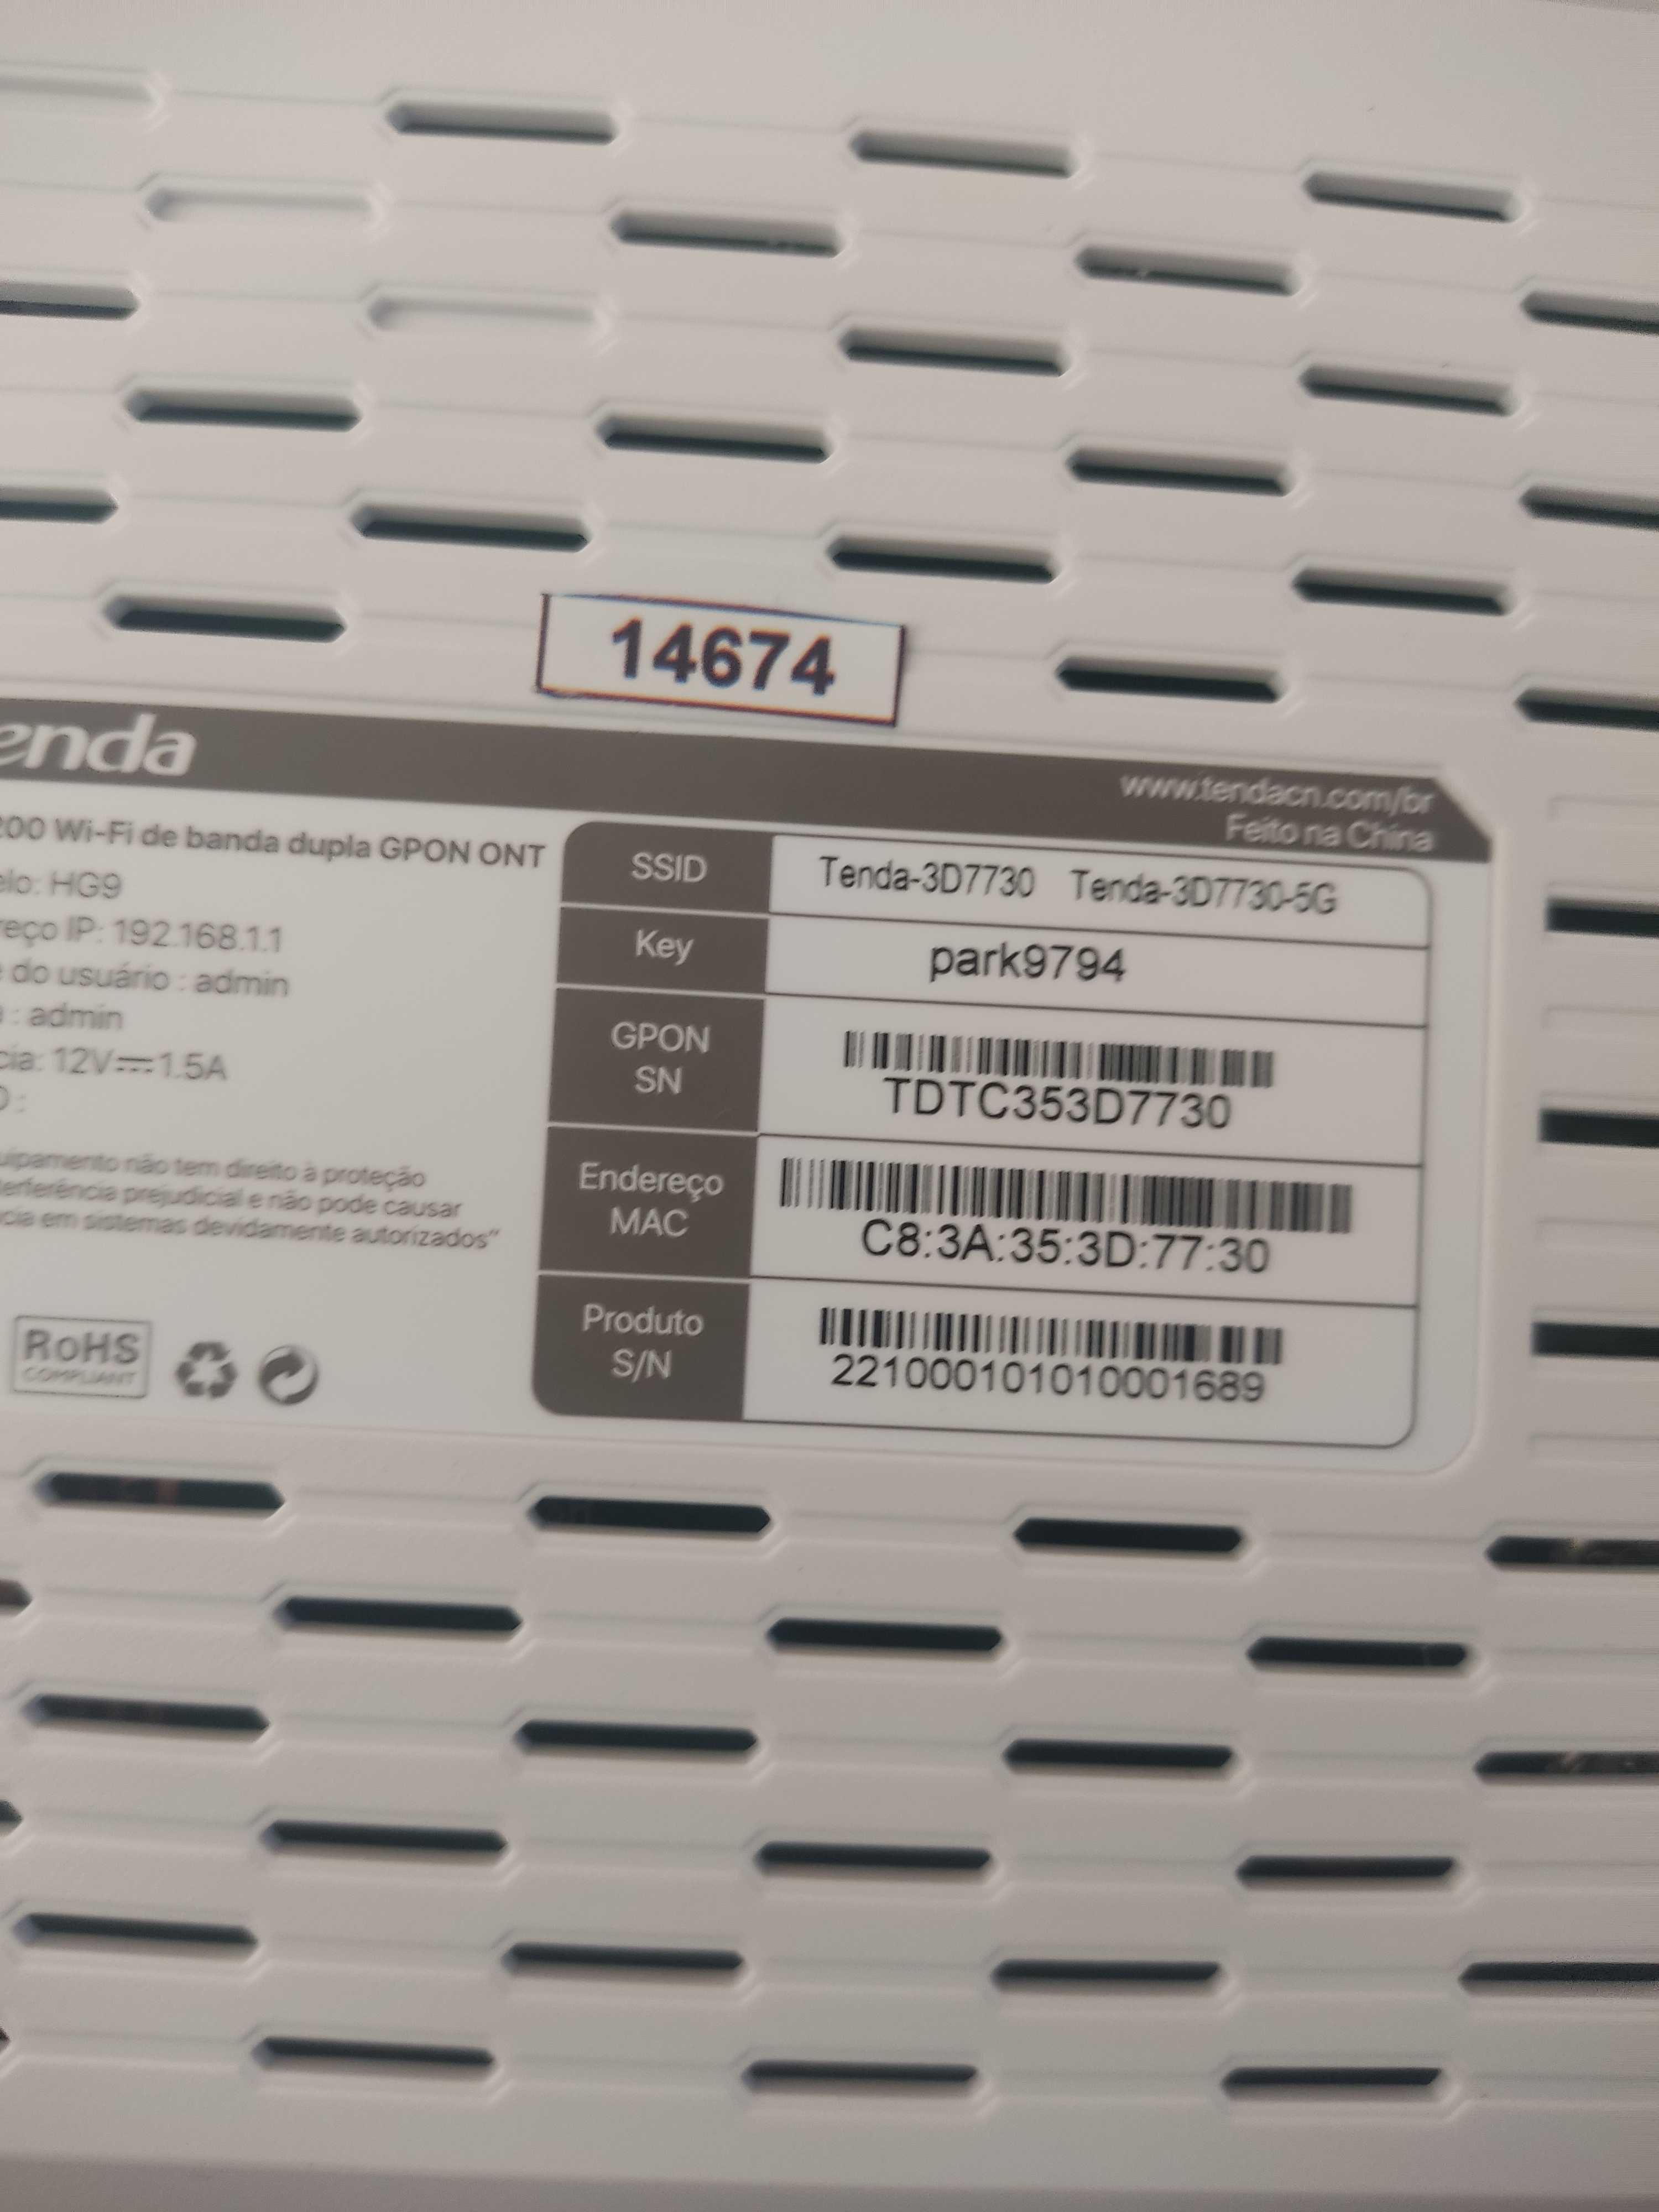 14674
enda
www.tendacn.com/br
Feito na China
200 Wi-Fi de banda dupla GPON ONT
elo: HG9
reço IP: 192.168.1.1
e do usuário : admin
a : admin
cia: 12V⎓1.5A
D :
uipamento não tem direito à proteção
terferência prejudicial e não pode causar
cia em sistemas devidamente autorizados"
RoHS
COMPLIANT
SSID
Tenda-3D7730 Tenda-3D7730-5G
Key
park9794
GPON
SN
TDTC353D7730
Endereço
MAC
C8:3A:35:3D:77:30
Produto
S/N
221000101010001689